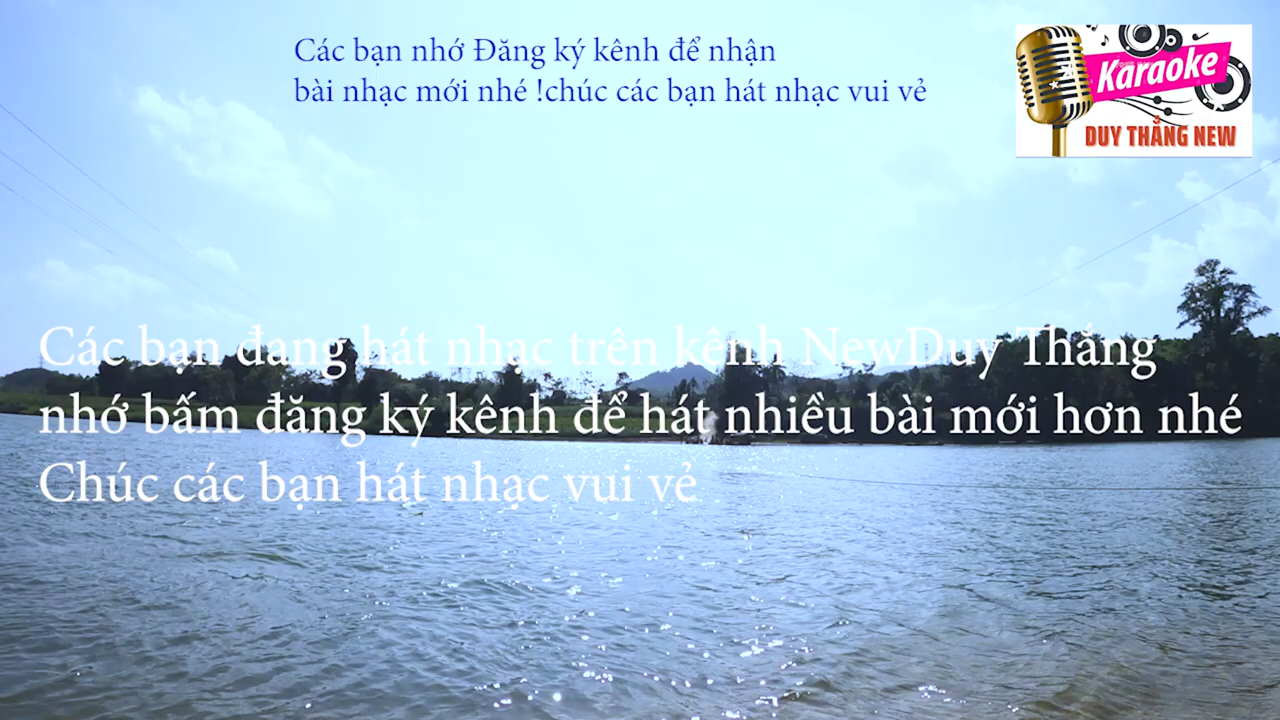 Các bạn nhớ Đăng ký kênh để nhận
bài nhạc mới nhé !chúc các bạn hát nhạc vui vẻ
Karaoke
DUY THẮNG NEW
Các bạn đang hát nhạc trên kênh NewDuy Thắng
nhớ bấm đăng ký kênh để hát nhiều bài mới hơn nhé
Chúc các bạn hát nhạc vui vẻ